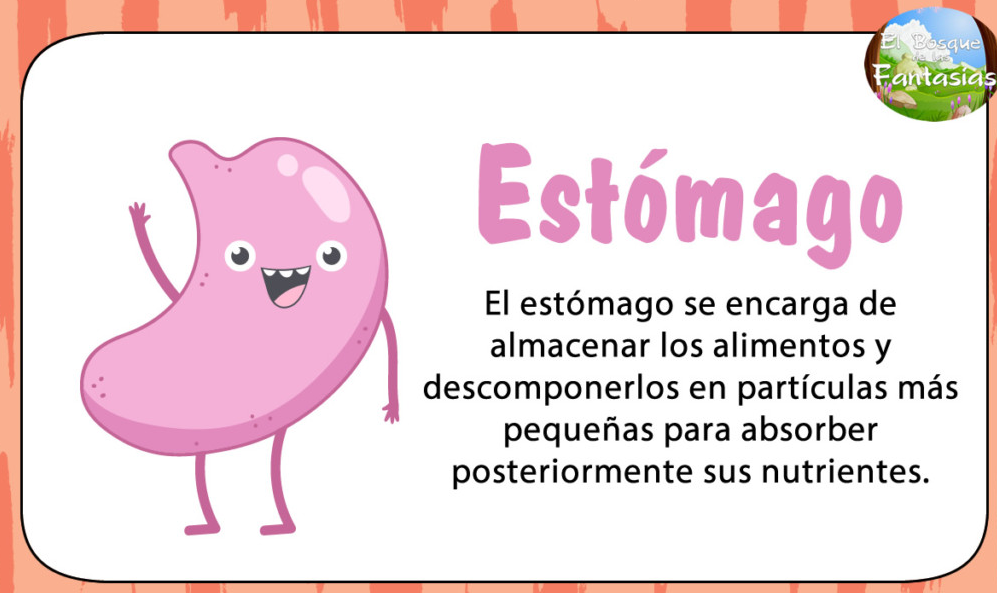 El Bosque
de las
Fantasías
Estómago
El estómago se encarga de
almacenar los alimentos y
descomponerlos en partículas más
pequeñas para absorber
posteriormente sus nutrientes.